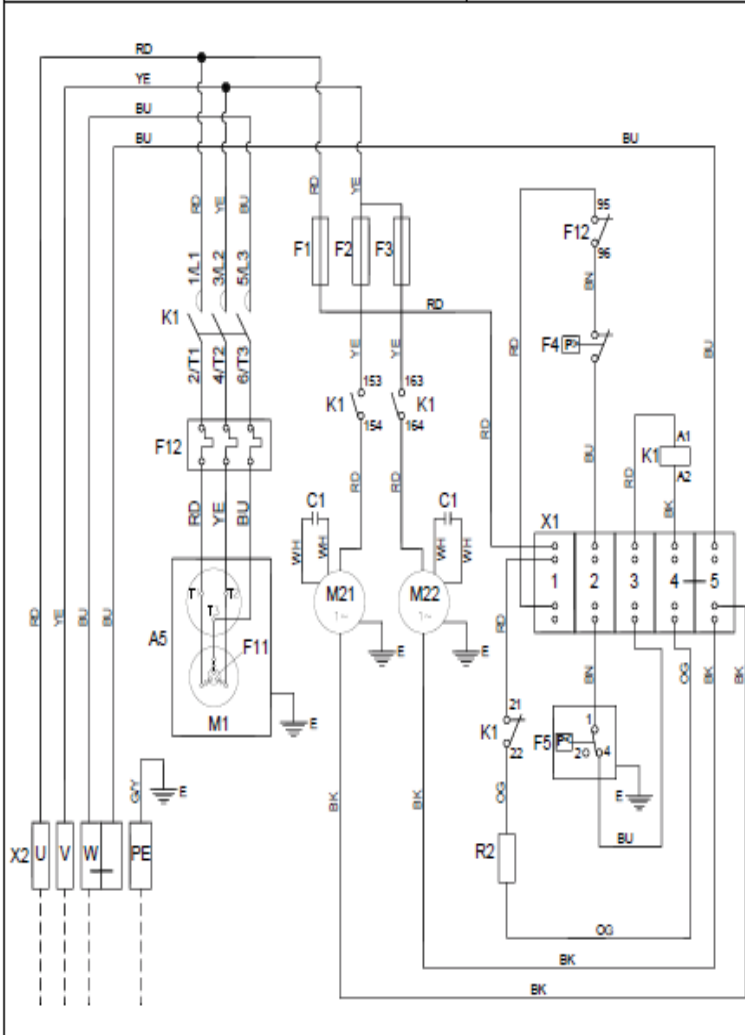 RD
YE
BU
BU
BU
RD
YE
BU
RD
YE
95
F12
96
1/L1
3/L2
5/L3
F1
F2
F3
RD
BN
K1
F4
P>
RD
BU
2/T1
4/T2
6/T3
YE
YE
153
163
K1
K1
154
164
F12
RD
BU
RD
K1
A1
A2
RD
YE
BU
RD
RD
BK
C1
C1
X1
WH
WH
WH
WH
1
2
3
4
5
M21
1~
M22
1~
T
T
T3
A5
E
E
RD
YE
BU
BU
RD
BN
OG
BK
BK
F11
M1
E
21
K1
22
F5
P<
1
2
4
G/Y
E
BK
BK
OG
E
BU
X2
U
V
W
PE
R2
OG
BK
BK